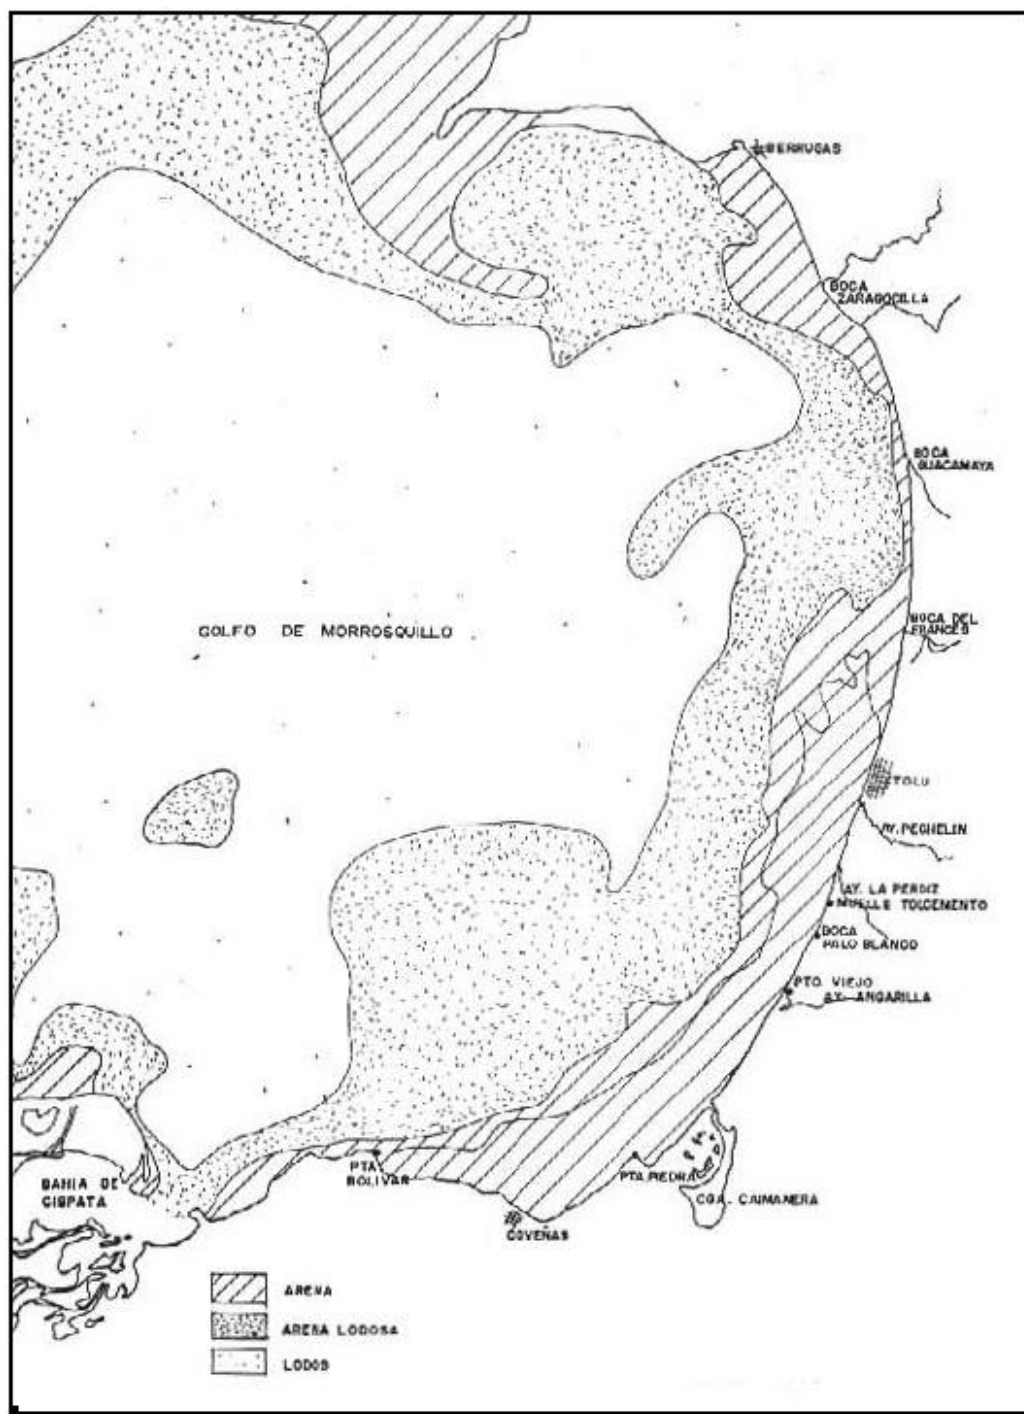 BERRUGAS
BOCA
ZARAGOCILLA
BOCA
GUACAMAYA
GOLFO DE MORROSQUILLO
BOCA DEL
FRANCES
TOLU
AY. PECHELIN
AY. LA PERDIZ
MUELLE TOLCEMENTO
BOCA
PALO BLANCO
PTO. VIEJO
AY. ANGARILLA
PTA.
BOLIVAR
PTA. PIEDRA
BAHIA DE
CISPATA
CGA. CAIMANERA
COVEÑAS
ARENA
ARENA LODOSA
LODOS